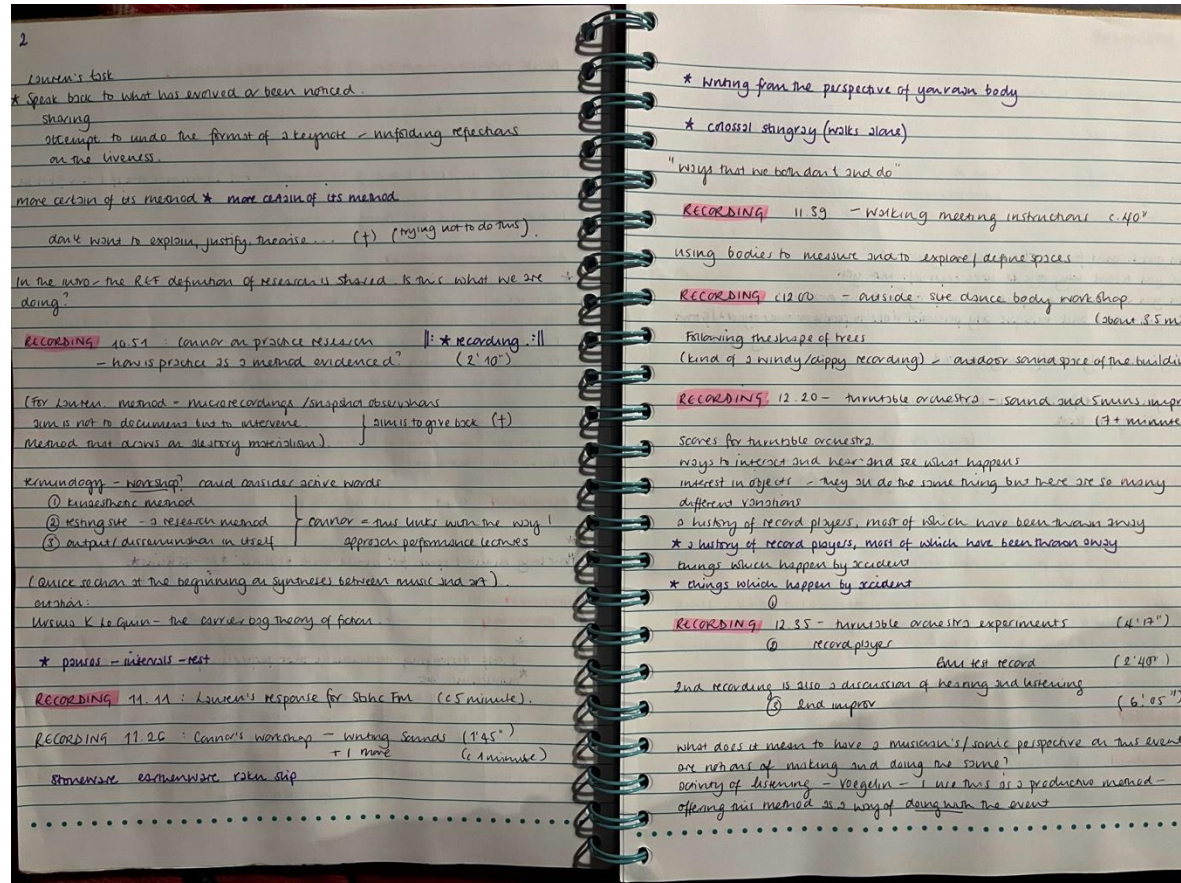 2
Lauren's task
* Speak back to what has evolved or been noticed.
sharing
attempt to undo the format of a keynote - unfolding reflections
on the liveness.
more certain of its method * more certain of its method
don't want to explain, justify, theorise.... (t) (trying not to do this).
In the intro - the REF definition of research is shared. Is this what we are
doing?
RECORDING 10.51 : Connor on practice research ||: * recording :||
- how is practice as a method evidenced? (2'10")
(For Lauren. method - microrecordings / snapshot observations
aim is not to document but to intervene. } aim is to give back (t)
method that draws on aleatory materialism).
terminology - workshop? could consider active words
① kinaesthetic method
② testing site - a research method } connor = this links with the way I
③ output/dissemination in itself approach performance lectures
(Quick section at the beginning on syntheses between music and art).
Ursula K Le Guin - the carrier bag theory of fiction.
* pauses - intervals - rest
RECORDING 11.11 : Lauren's response for Static FM (c5 minute).
RECORDING 11.26 : Connor's workshop - writing sounds (1'45")
+ 1 more (c1minute)
stoneware earthenware raku slip
* writing from the perspective of your own body
* colossal stingray (walks alone)
"ways that we both don't and do"
RECORDING 11.39 - walking meeting instructions c.40"
using bodies to measure and to explore/define spaces
RECORDING c12.00 - outside site dance body workshop
(about 3.5 m
Following the shape of trees
(kind of a windy/clippy recording) - outdoor sound space of the buildin
RECORDING 12.20 - turntable orchestra - sound and 5mins impr
(7+ minute
scores for turntable orchestra.
ways to interact and hear and see what happens
interest in objects - they all do the same thing but there are so many
different variations
a history of record players, most of which have been thrown away
* a history of record players, most of which have been thrown away
things which happen by accident
* things which happen by accident
①
RECORDING 12.35 - turntable orchestra experiments (4'17")
② record player
EMI test record (2'40")
2nd recording is also a discussion of hearing and listening
③ 2nd improv (6'05")
what does it mean to have a musician's/sonic perspective on this event
are notions of making and doing the same?
activity of listening - Voegelin - I use this as a productive method -
offering this method as a way of doing with the event